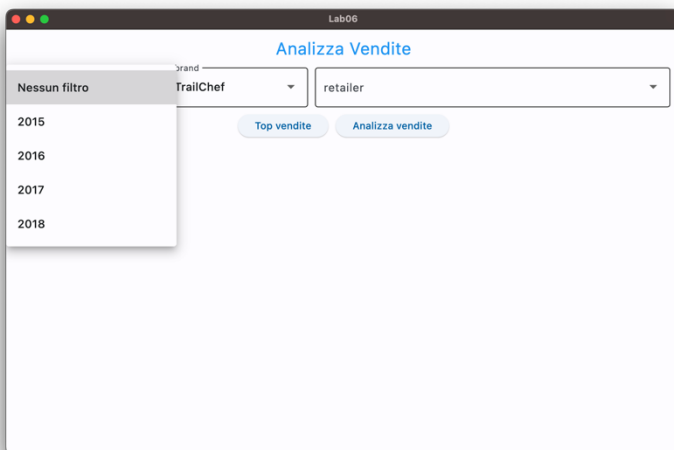 Lab06
Analizza Vendite
brand
TrailChef
retailer
Nessun filtro
2015
2016
2017
2018
Top vendite
Analizza vendite